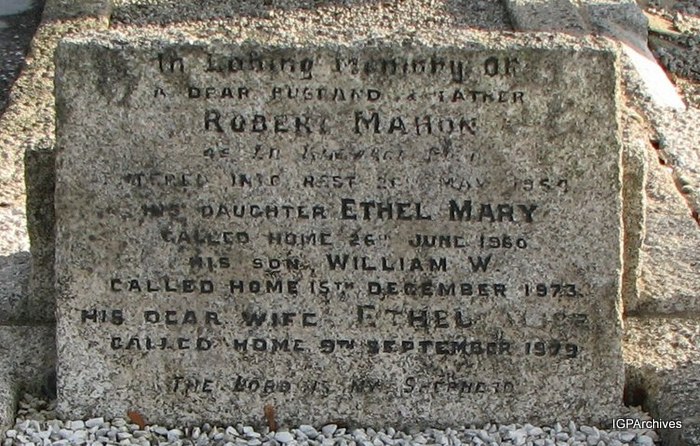 In Loving Memory Of
A DEAR HUSBAND & FATHER
ROBERT MAHON
ENTERED INTO REST MAY 1954
HIS DAUGHTER ETHEL MARY
CALLED HOME 26TH JUNE 1960
HIS SON, WILLIAM W.
CALLED HOME 15TH DECEMBER 1973.
HIS DEAR WIFE ETHEL
CALLED HOME 9TH SEPTEMBER 1979
THE LORD IS MY SHEPHERD
IGPArchives